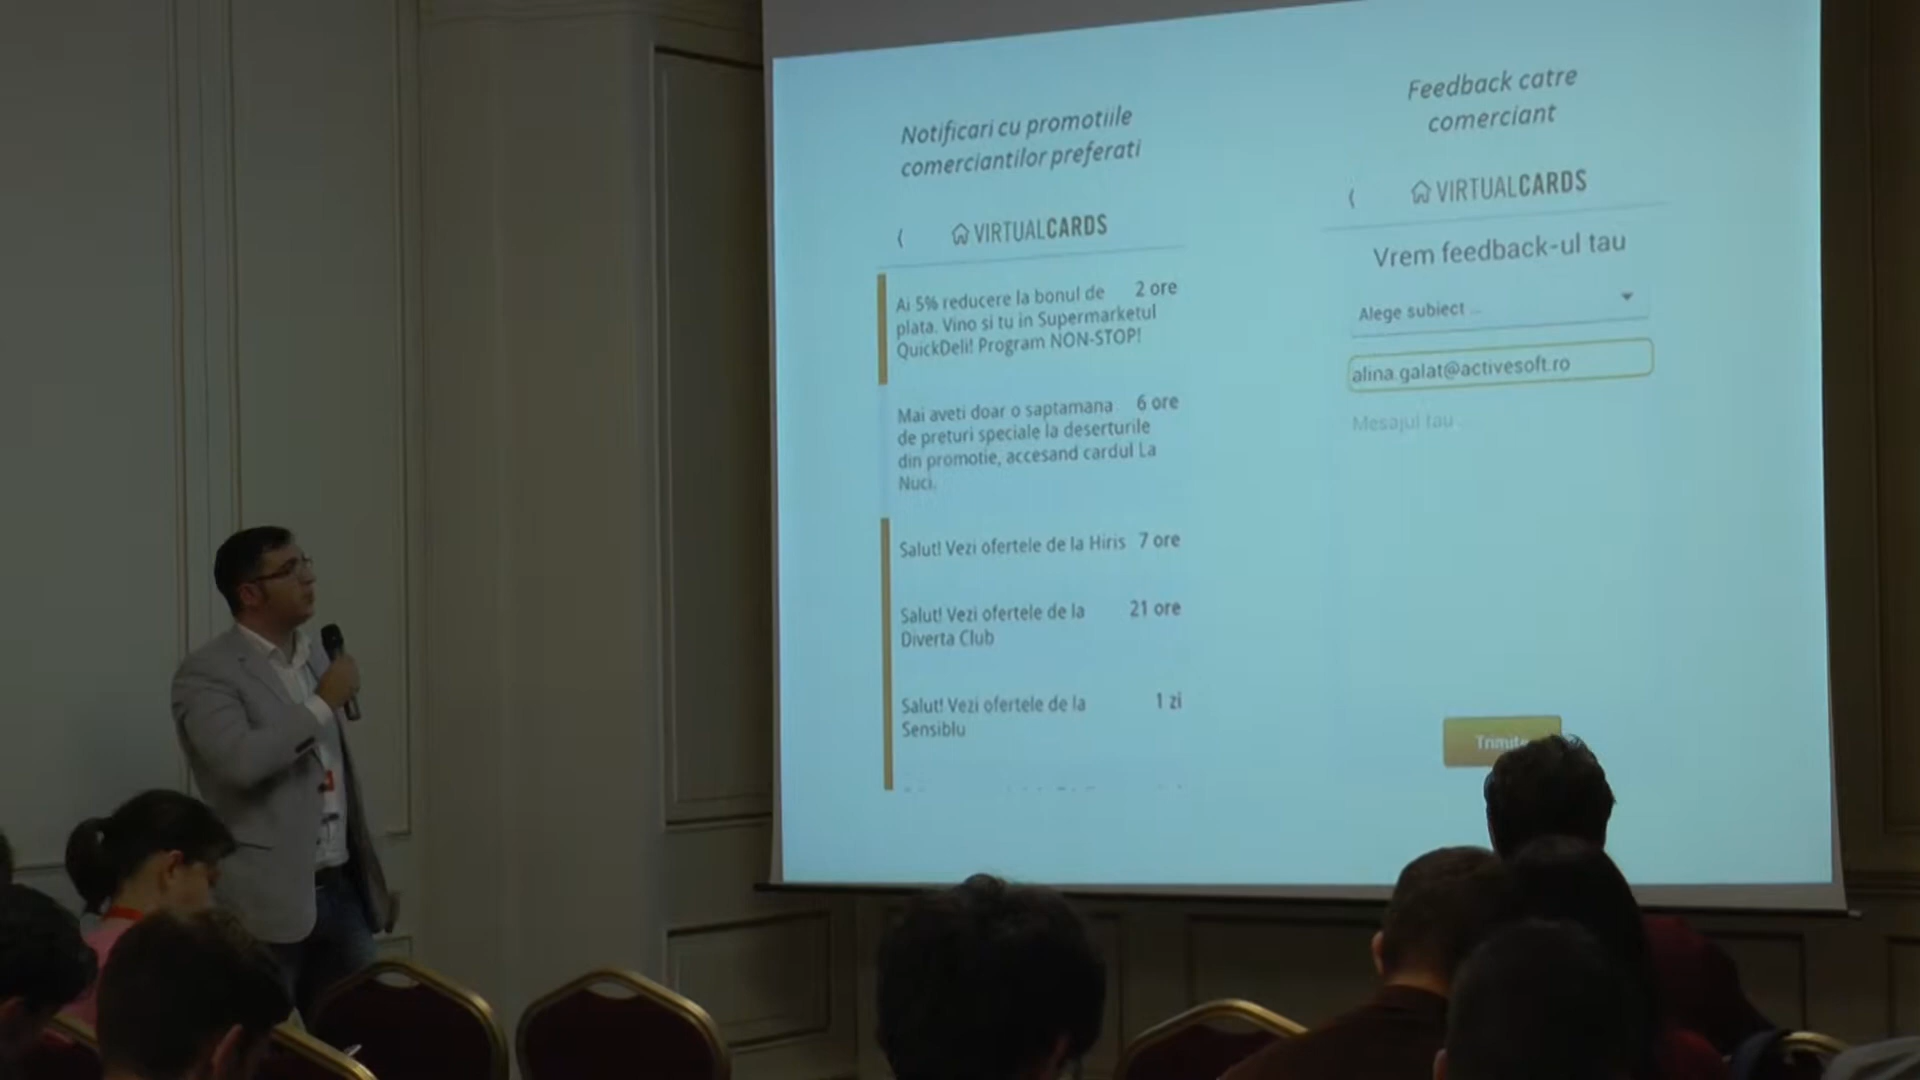 Notificari cu promotiile
comerciantilor preferati
VIRTUALCARDS
Ai 5% reducere la bonul de 2 ore
plata. Vino si tu in Supermarketul
QuickDeli! Program NON-STOP!
Mai aveti doar o saptamana 6 ore
de preturi speciale la deserturile
din promotie, accesand cardul La
Nuci.
Salut! Vezi ofertele de la Hiris 7 ore
Salut! Vezi ofertele de la 21 ore
Diverta Club
Salut! Vezi ofertele de la 1 zi
Sensiblu
Feedback catre
comerciant
VIRTUALCARDS
Vrem feedback-ul tau
Alege subiect ...
alina.galat@activesoft.ro
Mesajul tau ...